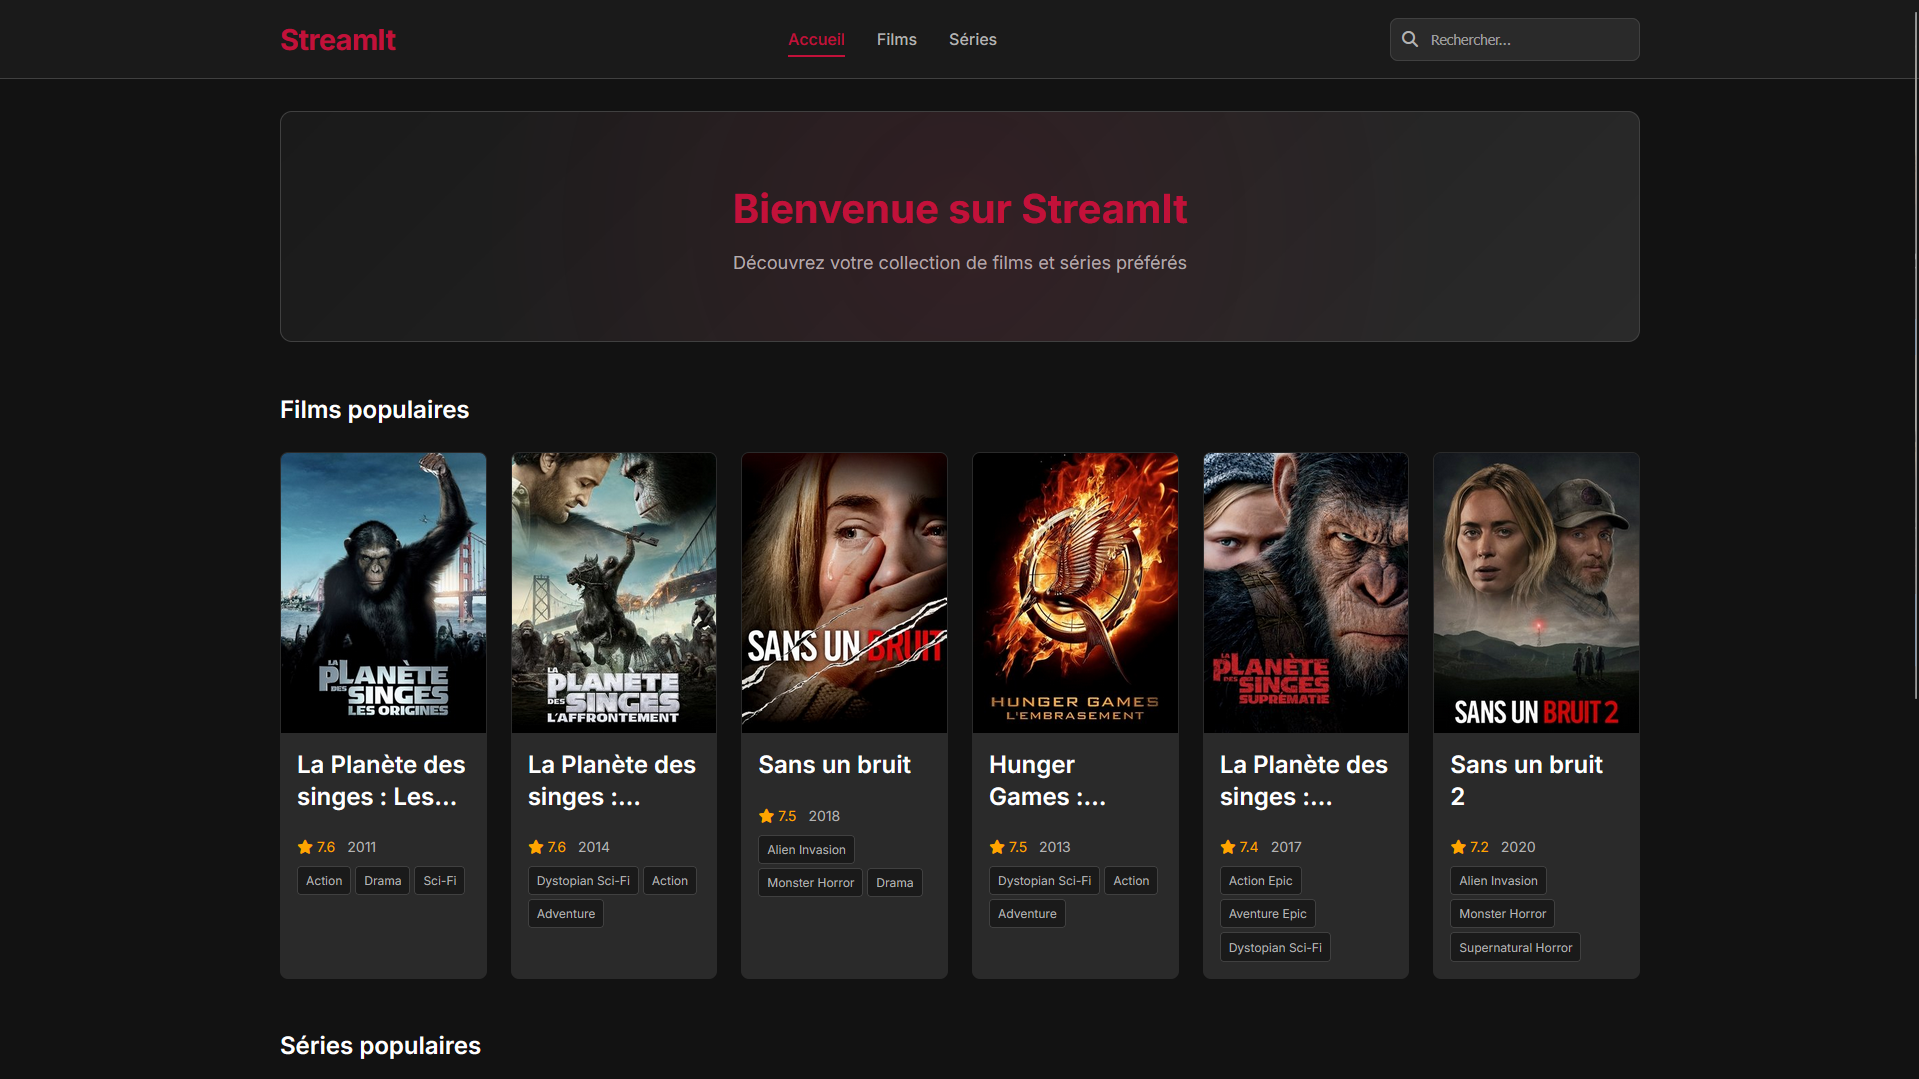 StreamIt
Accueil
Films
Séries
Rechercher...
Bienvenue sur StreamIt
Découvrez votre collection de films et séries préférés
Films populaires
LA
PLANÈTE
DES
SINGES
LES ORIGINES
La Planète des
singes : Les...
7.6 2011
Action Drama Sci-Fi
LA
PLANÈTE
DES
SINGES
L'AFFRONTEMENT
La Planète des
singes :...
7.6 2014
Dystopian Sci-Fi Action
Adventure
SANS UN BRUIT
Sans un bruit
7.5 2018
Alien Invasion
Monster Horror Drama
HUNGER GAMES
L'EMBRASEMENT
Hunger
Games :...
7.5 2013
Dystopian Sci-Fi Action
Adventure
LA
PLANÈTE
DES
SINGES
SUPRÉMATIE
La Planète des
singes :...
7.4 2017
Action Epic
Aventure Epic
Dystopian Sci-Fi
SANS UN BRUIT 2
Sans un bruit
2
7.2 2020
Alien Invasion
Monster Horror
Supernatural Horror
Séries populaires